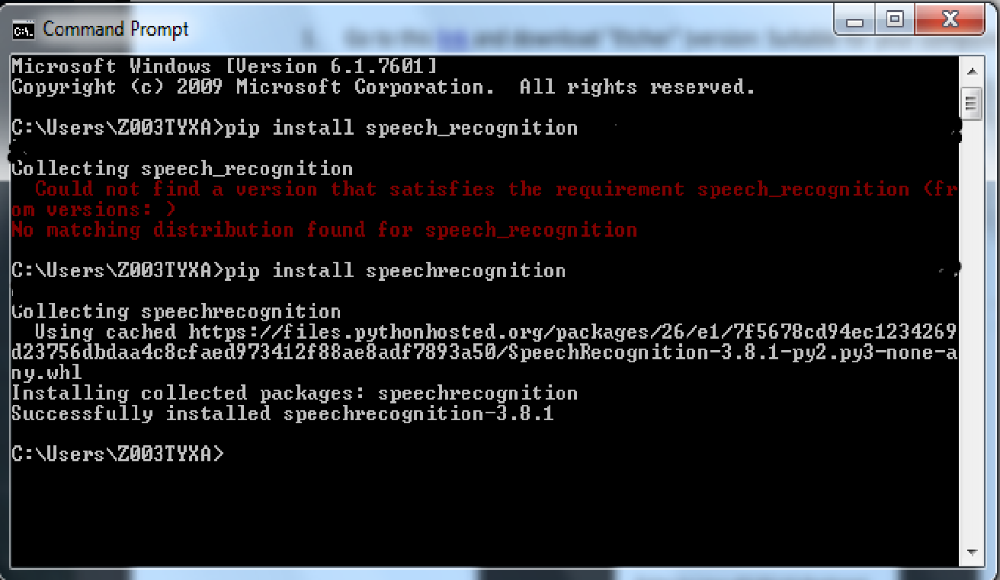 Command Prompt
Microsoft Windows [Version 6.1.7601]
Copyright (c) 2009 Microsoft Corporation.  All rights reserved.
C:\Users\Z003TYXA>pip install speech_recognition
Collecting speech_recognition
  Could not find a version that satisfies the requirement speech_recognition (fr
om versions: )
No matching distribution found for speech_recognition
C:\Users\Z003TYXA>pip install speechrecognition
Collecting speechrecognition
  Using cached https://files.pythonhosted.org/packages/26/e1/7f5678cd94ec1234269
d23756dbdaa4c8cfaed973412f88ae8adf7893a50/SpeechRecognition-3.8.1-py2.py3-none-a
ny.whl
Installing collected packages: speechrecognition
Successfully installed speechrecognition-3.8.1
C:\Users\Z003TYXA>